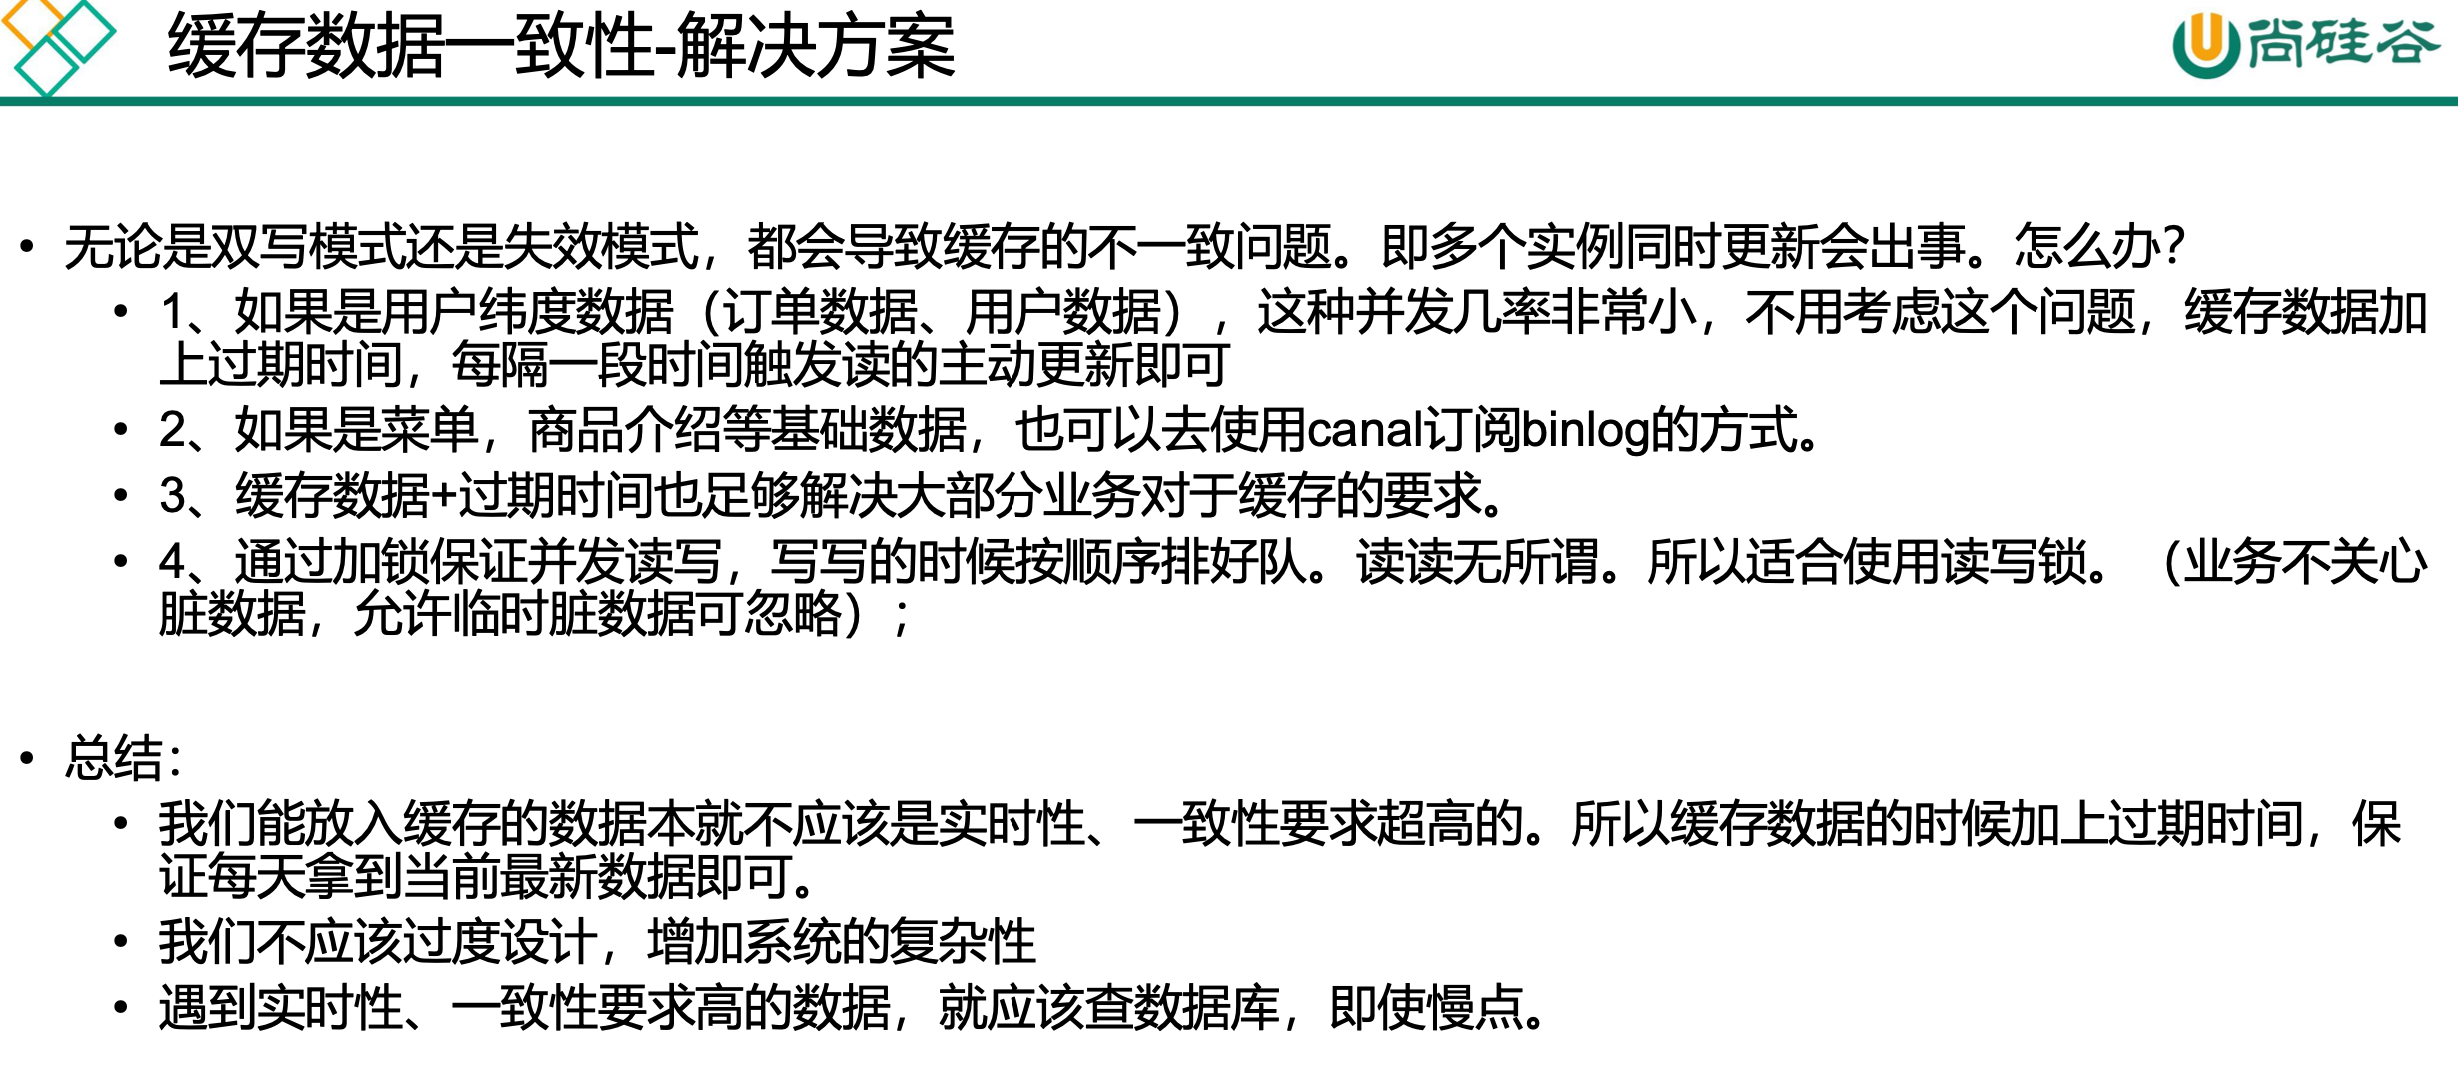 缓存数据一致性-解决方案
尚硅谷
• 无论是双写模式还是失效模式，都会导致缓存的不一致问题。即多个实例同时更新会出事。怎么办？
• 1、如果是用户纬度数据（订单数据、用户数据），这种并发几率非常小，不用考虑这个问题，缓存数据加
上过期时间，每隔一段时间触发读的主动更新即可
• 2、如果是菜单，商品介绍等基础数据，也可以去使用canal订阅binlog的方式。
• 3、缓存数据+过期时间也足够解决大部分业务对于缓存的要求。
• 4、通过加锁保证并发读写，写写的时候按顺序排好队。读读无所谓。所以适合使用读写锁。（业务不关心
脏数据，允许临时脏数据可忽略）；
• 总结：
• 我们能放入缓存的数据本就不应该是实时性、一致性要求超高的。所以缓存数据的时候加上过期时间，保
证每天拿到当前最新数据即可。
• 我们不应该过度设计，增加系统的复杂性
• 遇到实时性、一致性要求高的数据，就应该查数据库，即使慢点。